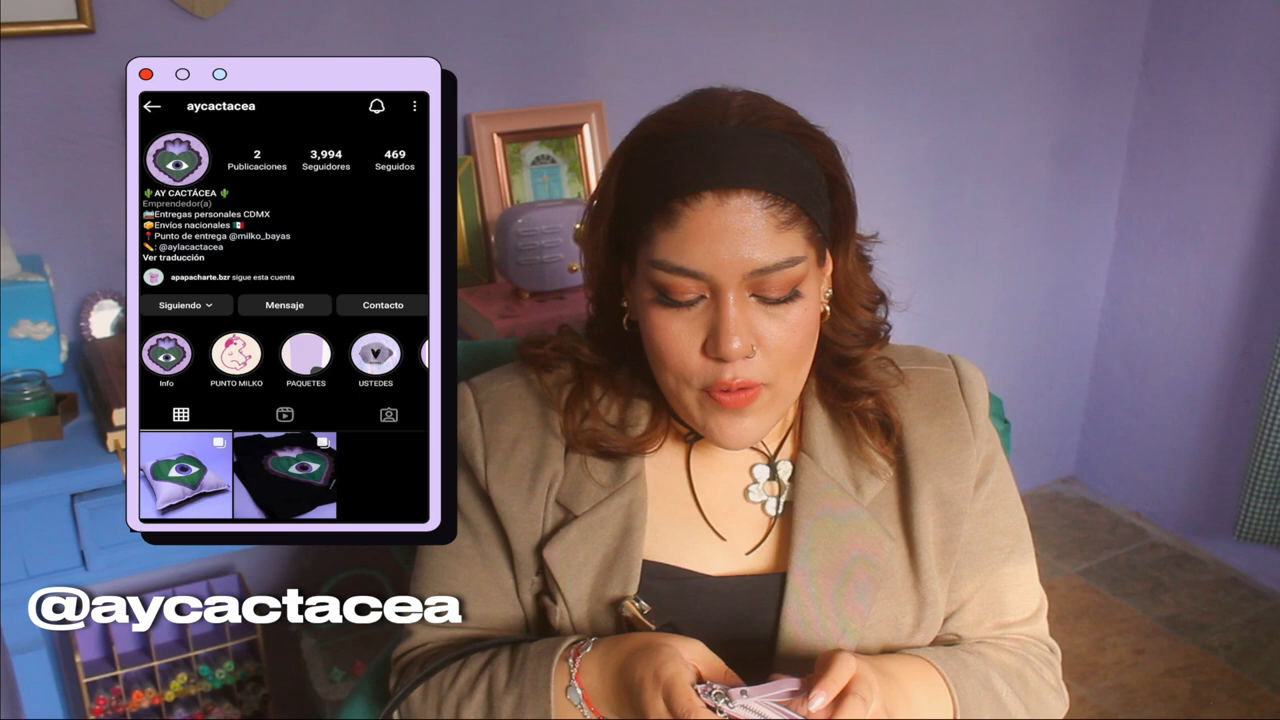 aycactacea
2
3,994
469
Publicaciones
Seguidores
Seguidos
AY CACTÁCEA
Emprendedor(a)
Entregas personales CDMX
Envíos nacionales
Punto de entrega @milko_bayas
: @aylacactacea
Ver traducción
apapacharte.bzr sigue esta cuenta
Siguiendo
Mensaje
Contacto
Info
PUNTO MILKO
PAQUETES
USTEDES
@aycactacea